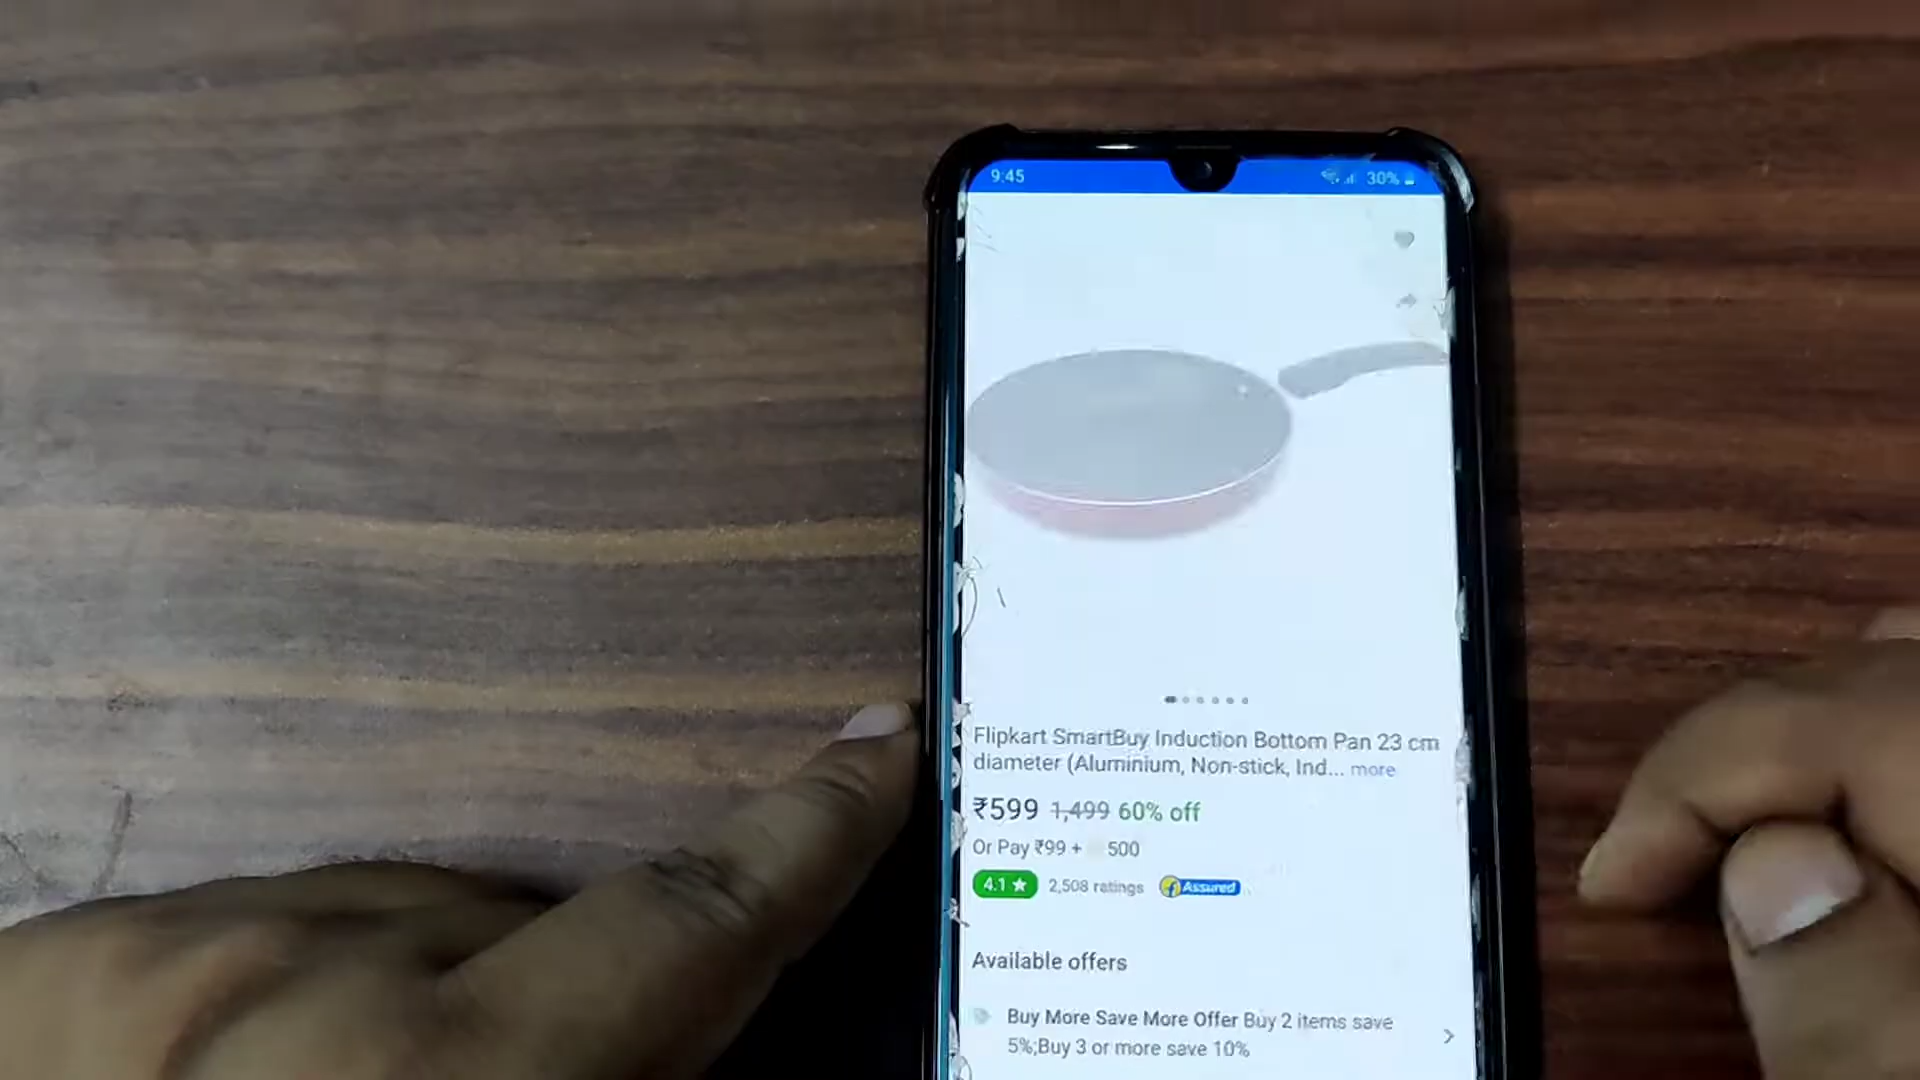 9:45
30%
Flipkart SmartBuy Induction Bottom Pan 23 cm
diameter (Aluminium, Non-stick, Ind... more
₹599 1,499 60% off
Or Pay ₹99 + 500
4.1 ★ 2,508 ratings Assured
Available offers
Buy More Save More Offer Buy 2 items save
5%;Buy 3 or more save 10%